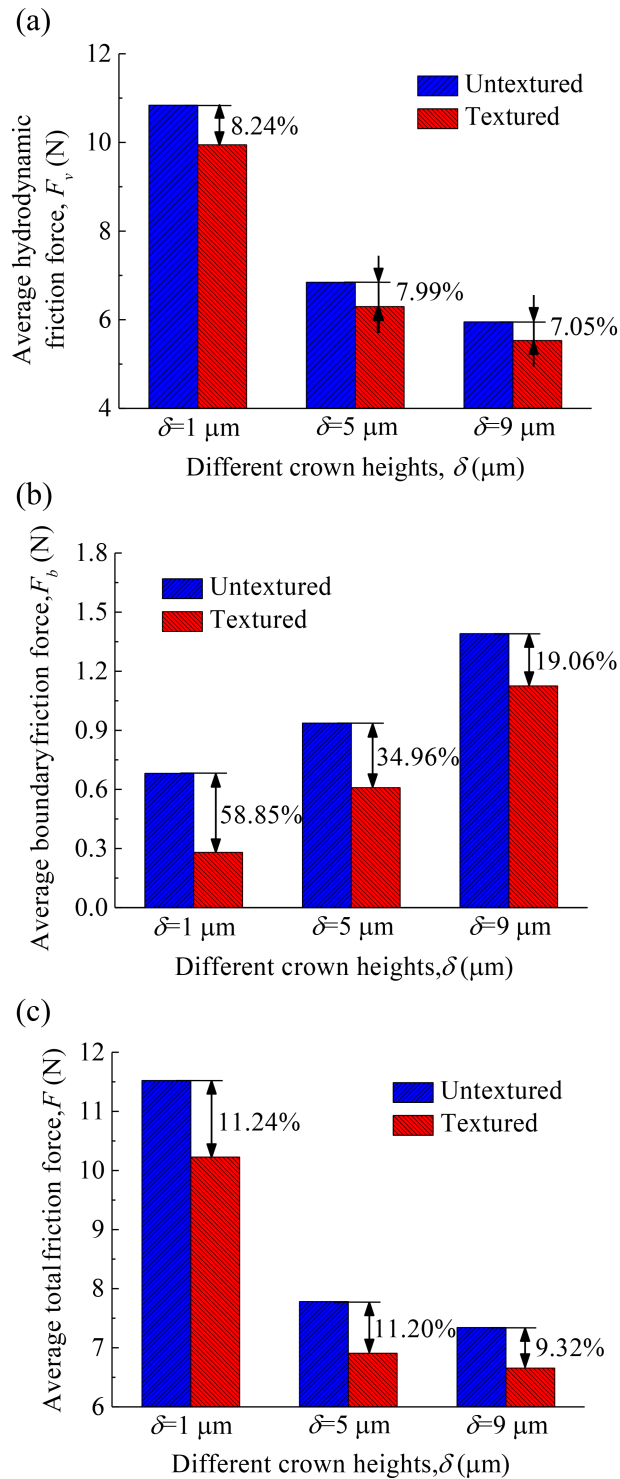 (a)
12
10
8
6
4
Average hydrodynamic
friction force, Fv (N)
Untextured
Textured
8.24%
7.99%
7.05%
δ=1 μm
δ=5 μm
δ=9 μm
Different crown heights, δ (μm)
(b)
1.8
1.5
1.2
0.9
0.6
0.3
0.0
Average boundary friction force,Fb (N)
Untextured
Textured
58.85%
34.96%
19.06%
δ=1 μm
δ=5 μm
δ=9 μm
Different crown heights,δ (μm)
(c)
12
11
10
9
8
7
6
Average total friction force,F (N)
Untextured
Textured
11.24%
11.20%
9.32%
δ=1 μm
δ=5 μm
δ=9 μm
Different crown heights,δ (μm)